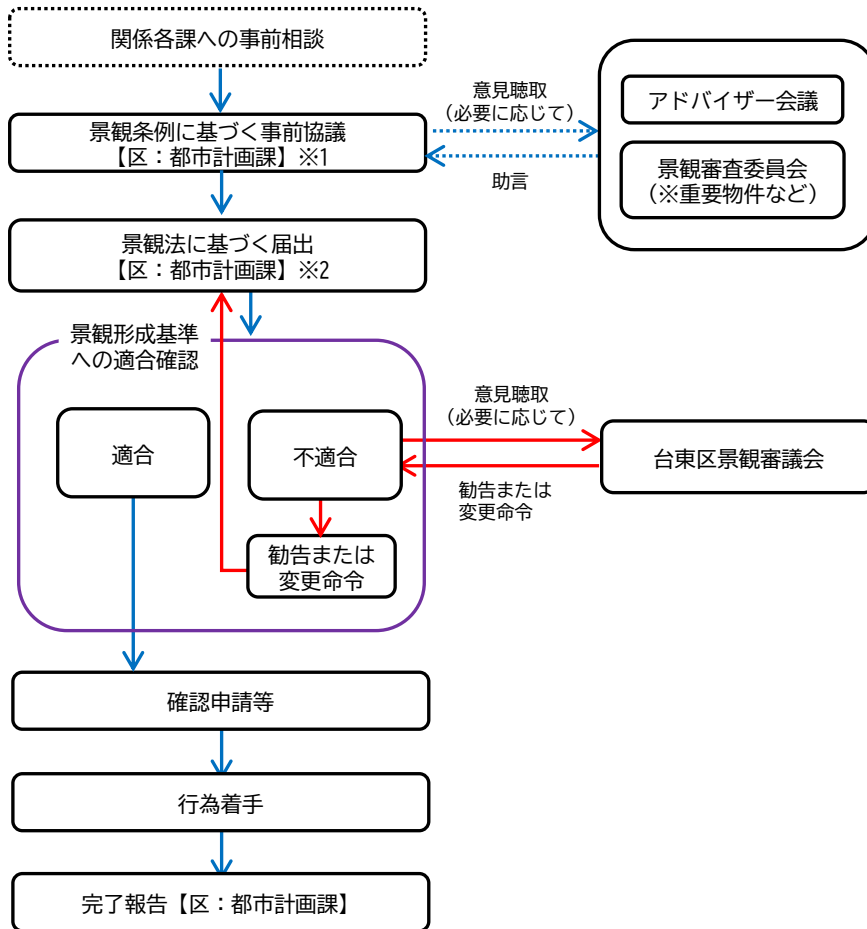 関係各課への事前相談
意見聴取
(必要に応じて)
アドバイザー会議
景観条例に基づく事前協議
【区:都市計画課】※1
助言
景観審査委員会
(※重要物件など)
景観法に基づく届出
【区:都市計画課】※2
景観形成基準
への適合確認
適合
不適合
意見聴取
(必要に応じて)
台東区景観審議会
勧告または
変更命令
勧告または
変更命令
確認申請等
行為着手
完了報告【区:都市計画課】